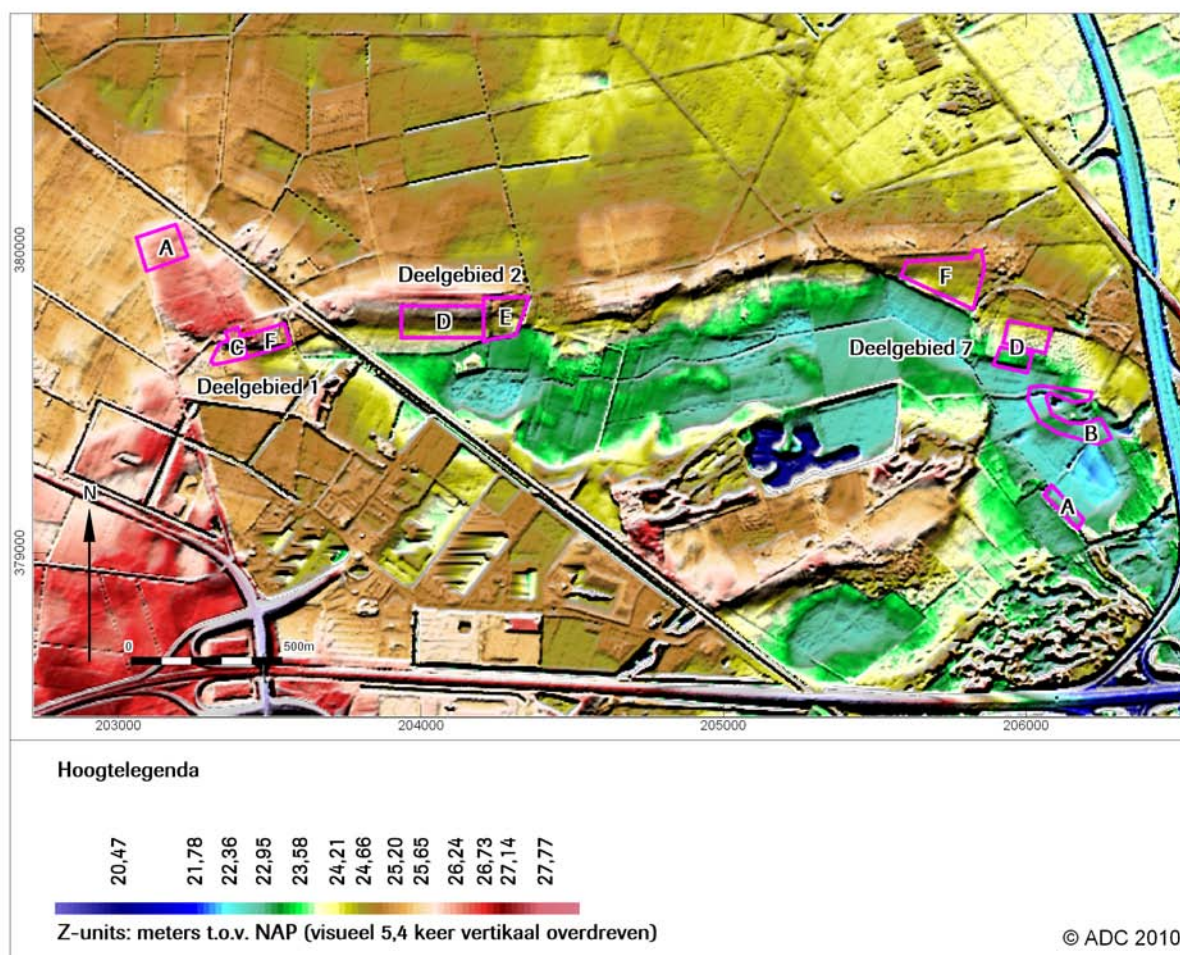 380000
379000
A
Deelgebied 2
D
E
F
C
F
Deelgebied 1
Deelgebied 7
D
B
A
N
0
500m
203000
204000
205000
206000
Hoogtelegenda
20,47
21,78
22,36
22,95
23,58
24,21
24,66
25,20
25,65
26,24
26,73
27,14
27,77
Z-units: meters t.o.v. NAP (visueel 5,4 keer vertikaal overdreven)
© ADC 2010